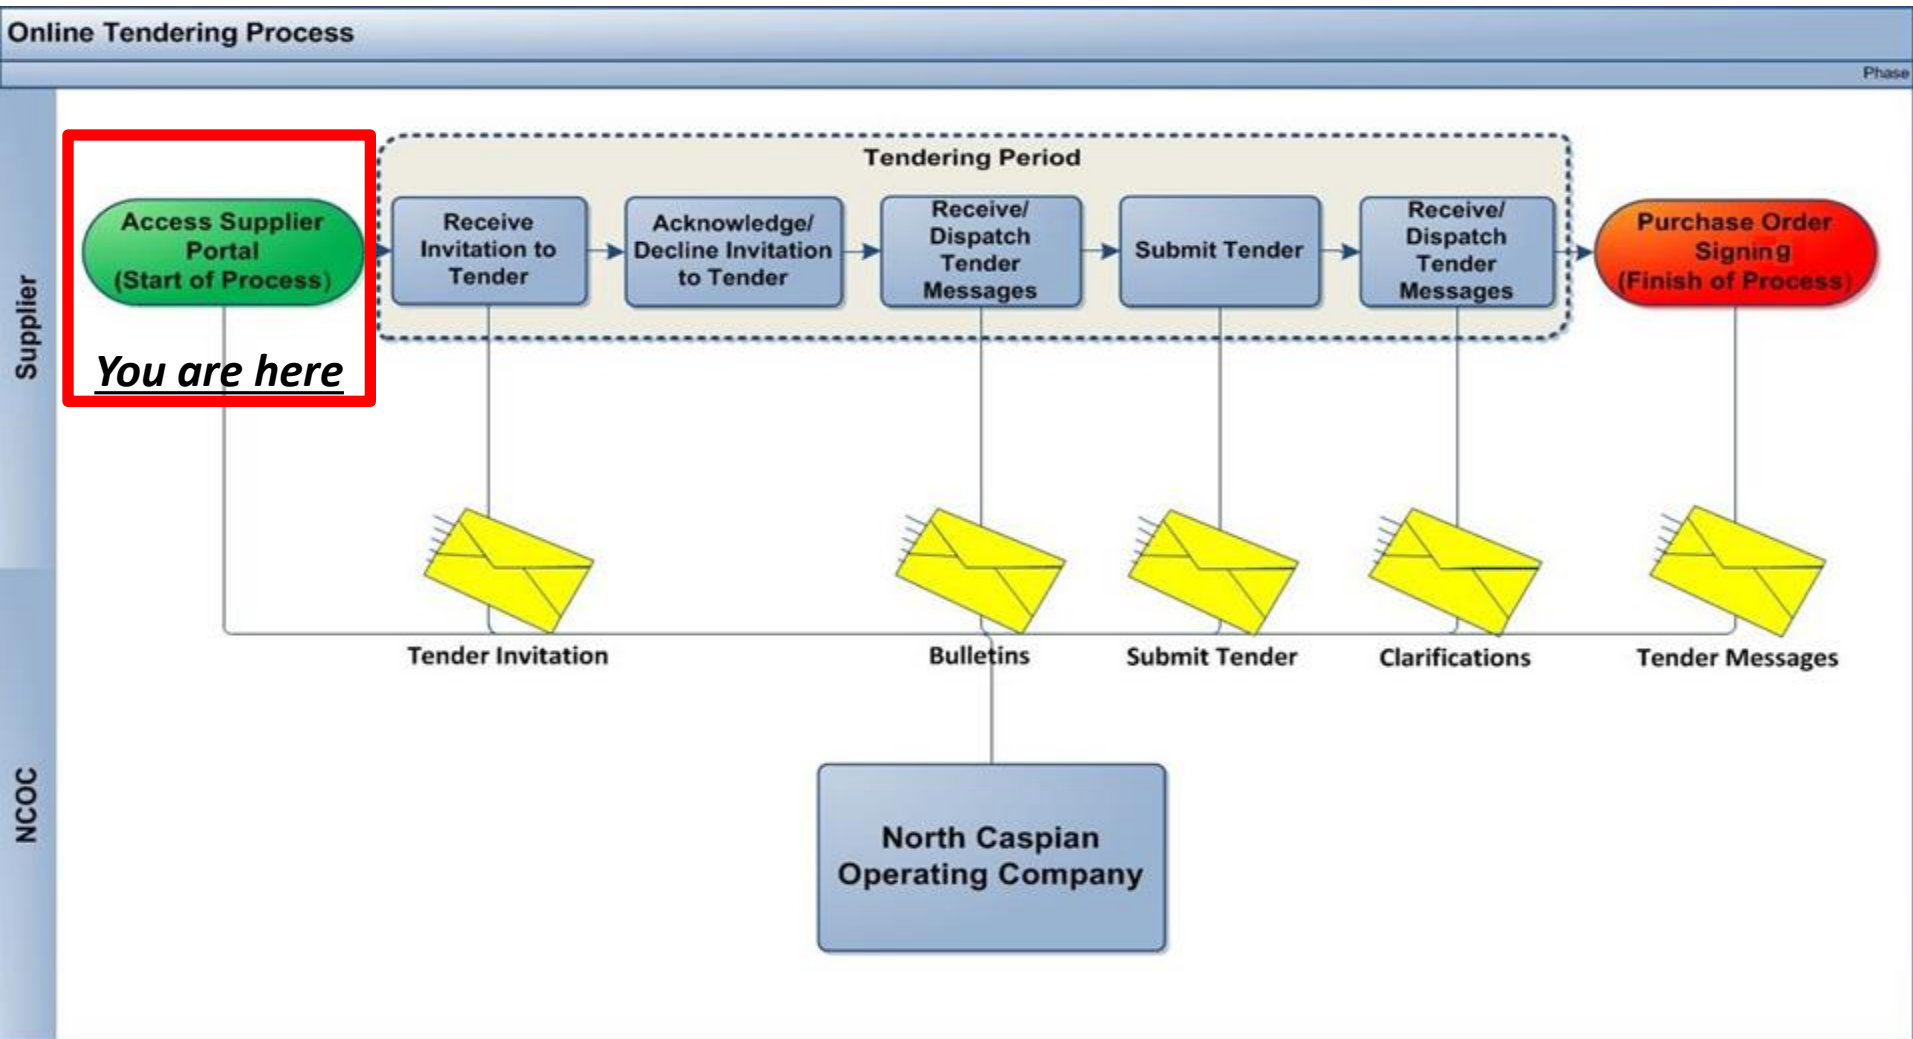 Online Tendering Process
Phase
Supplier
Tendering Period
Access Supplier
Portal
(Start of Process)
You are here
Receive
Invitation to
Tender
Acknowledge/
Decline Invitation
to Tender
Receive/
Dispatch
Tender
Messages
Submit Tender
Receive/
Dispatch
Tender
Messages
Purchase Order
Signing
(Finish of Process)
Tender Invitation
Bulletins
Submit Tender
Clarifications
Tender Messages
NCOC
North Caspian
Operating Company